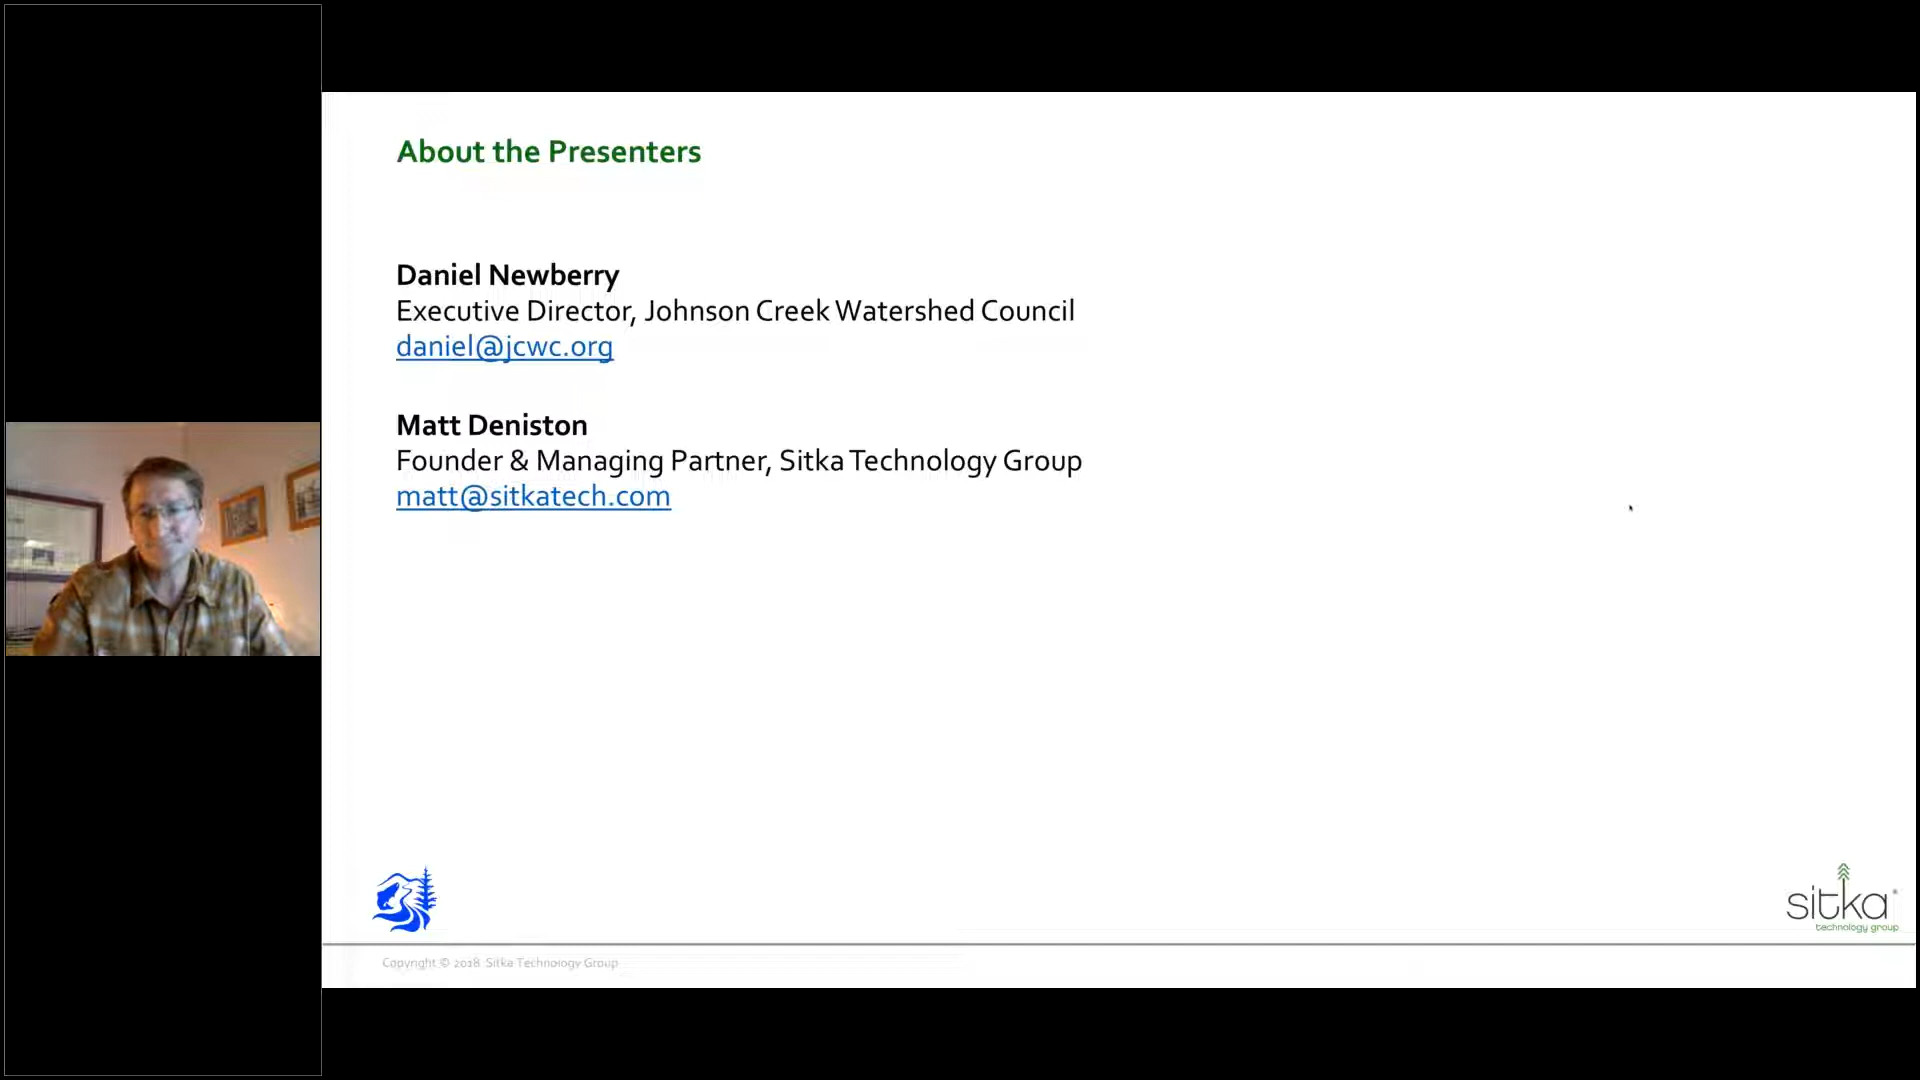 About the Presenters
Daniel Newberry
Executive Director, Johnson Creek Watershed Council
daniel@jcwc.org
Matt Deniston
Founder & Managing Partner, Sitka Technology Group
matt@sitkatech.com
sitka®
technology group
Copyright © 2018 Sitka Technology Group